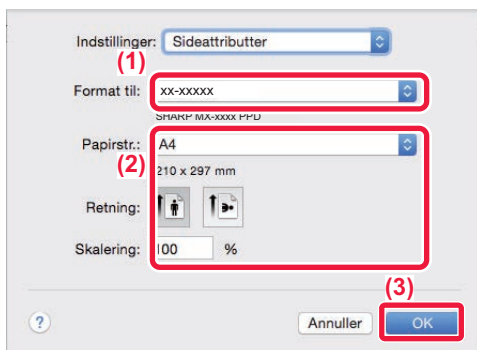 Indstillinger: Sideattributter
(1)
Format til: xx-xxxxx
SHARP MX-xxxx PPD
Papirstr.: A4
(2)
210 x 297 mm
Retning:
Skalering: 100 %
(3)
? Annuller OK